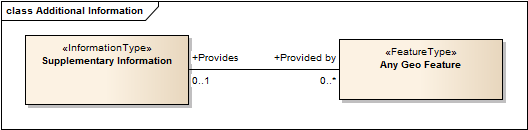 class Additional Information
«InformationType»
Supplementary Information
+Provides
0..1
+Provided by
0..*
«FeatureType»
Any Geo Feature